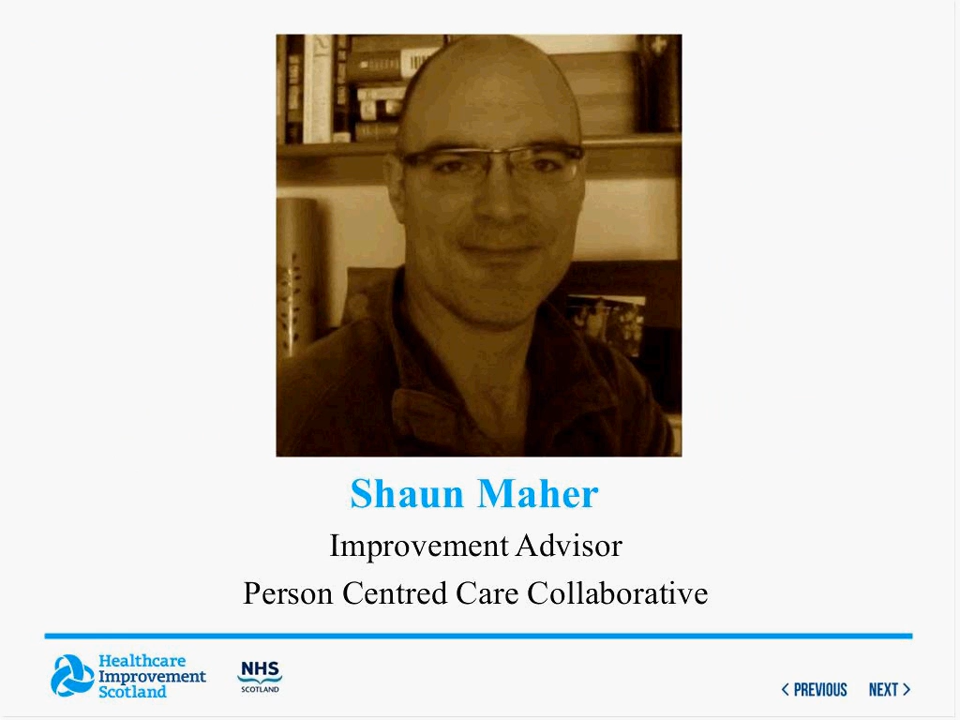 Shaun Maher
Improvement Advisor
Person Centred Care Collaborative
Healthcare
Improvement
Scotland
NHS
SCOTLAND
< PREVIOUS NEXT >